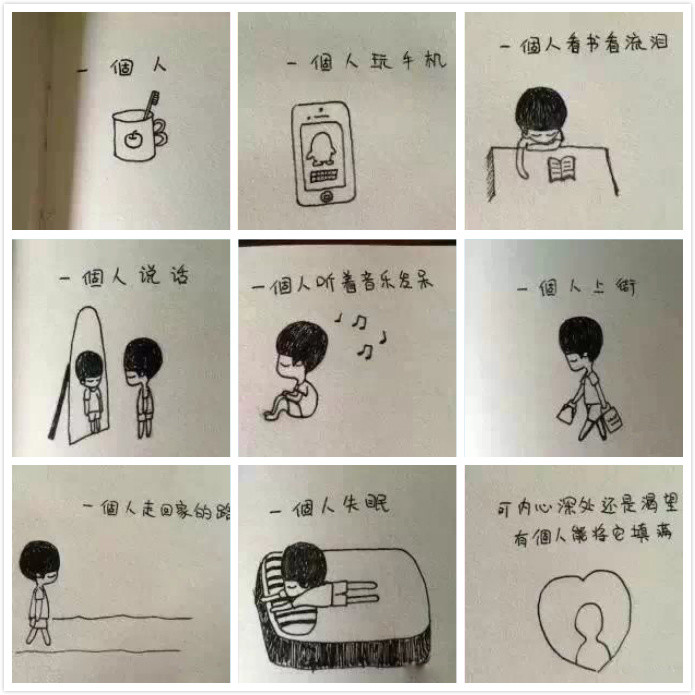 一個人
一個人玩手机
一個人看书看流泪
一個人说话
一個人听着音乐发呆
一個人上街
一個人走回家的路
一個人失眠
可内心深处还是渴望
有個人能将它填满